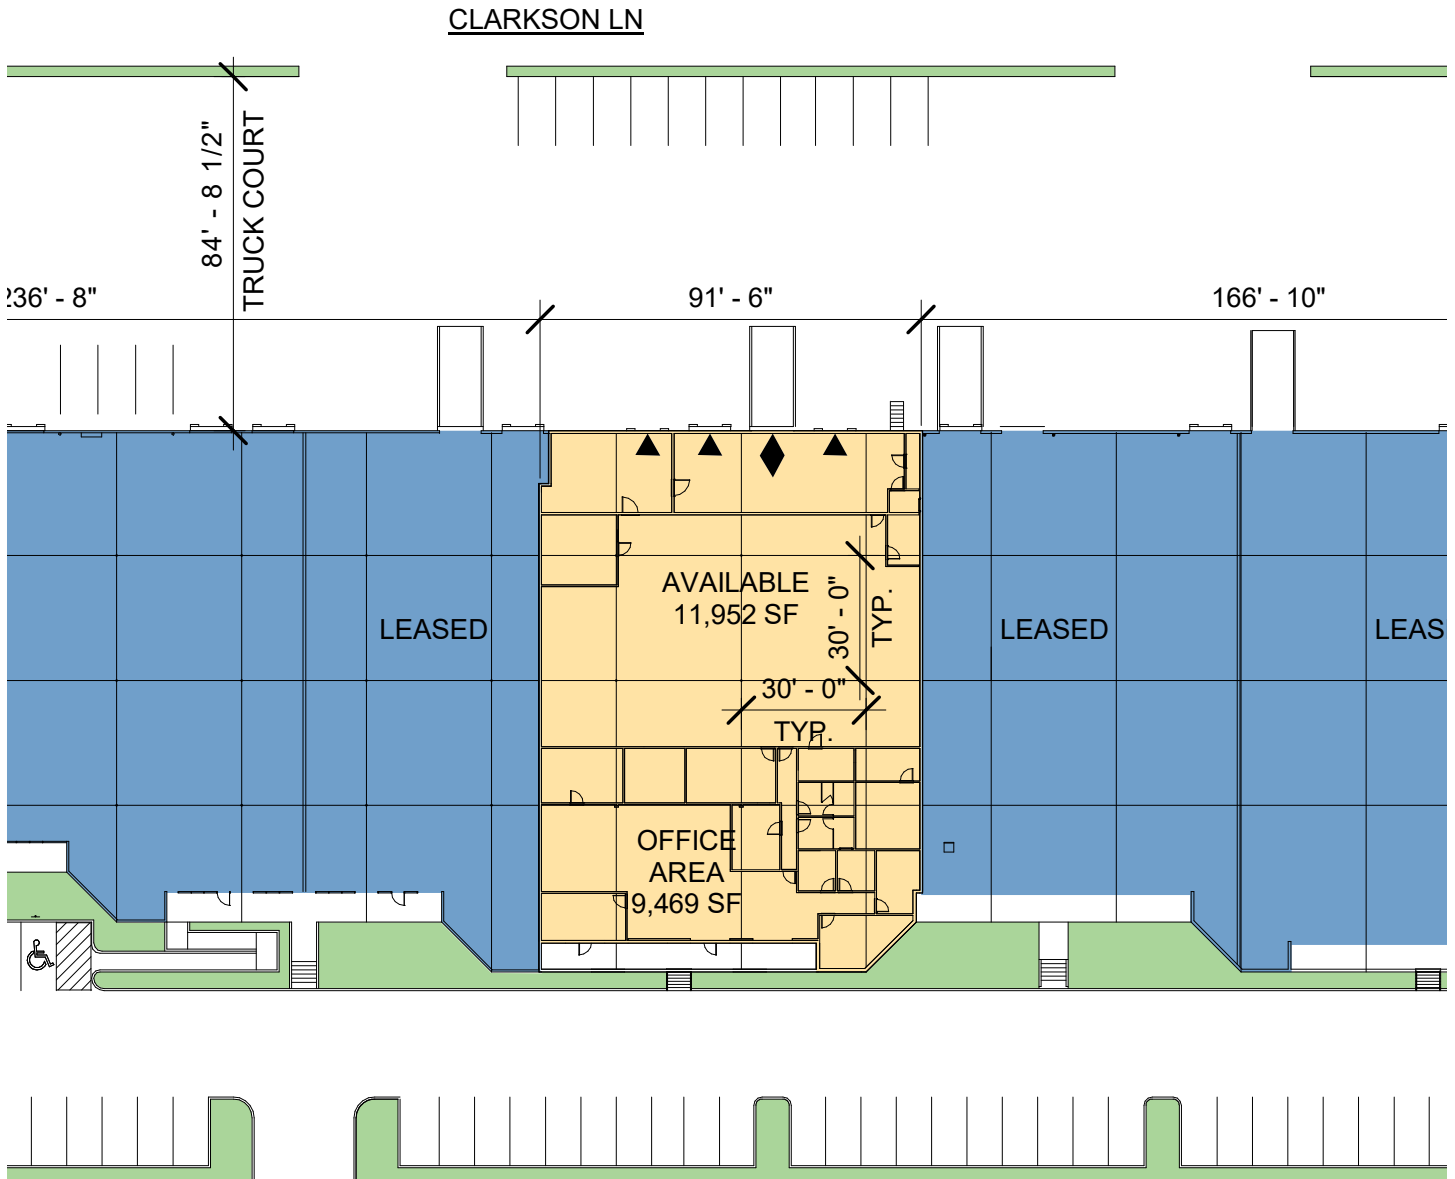 CLARKSON LN
84' - 8 1/2"
TRUCK COURT
236' - 8"
91' - 6"
166' - 10"
LEASED
AVAILABLE
11,952 SF
30' - 0"
TYP.
30' - 0"
TYP.
LEASED
LEAS
OFFICE
AREA
9,469 SF